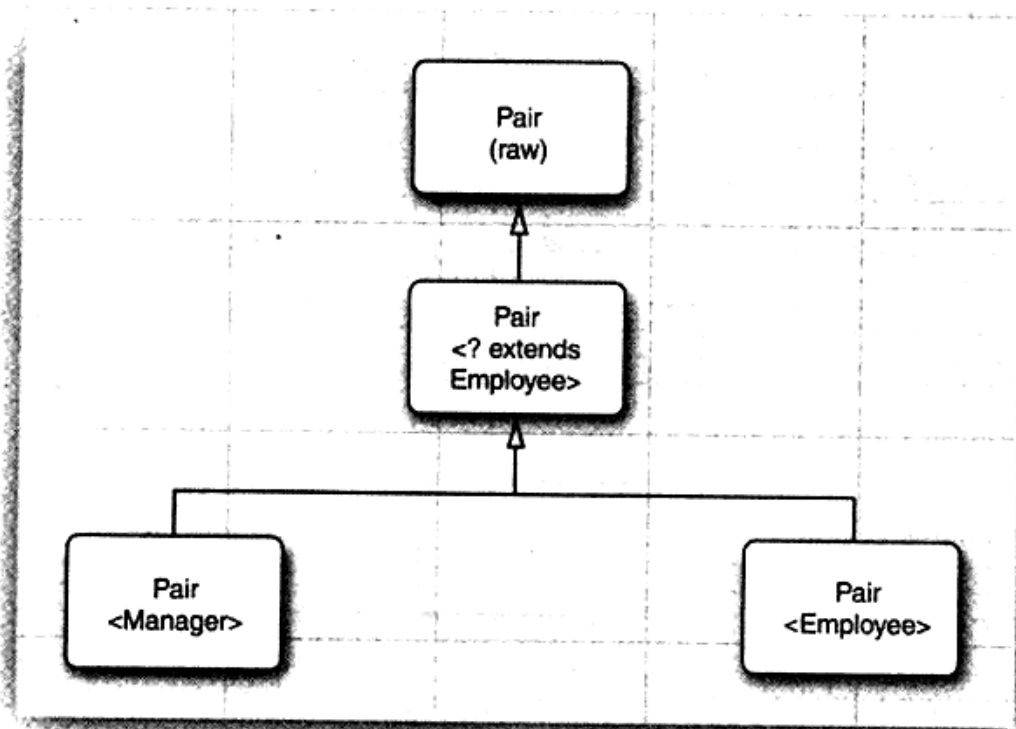 Pair
(raw)
Pair
<? extends
Employee>
Pair
<Manager>
Pair
<Employee>